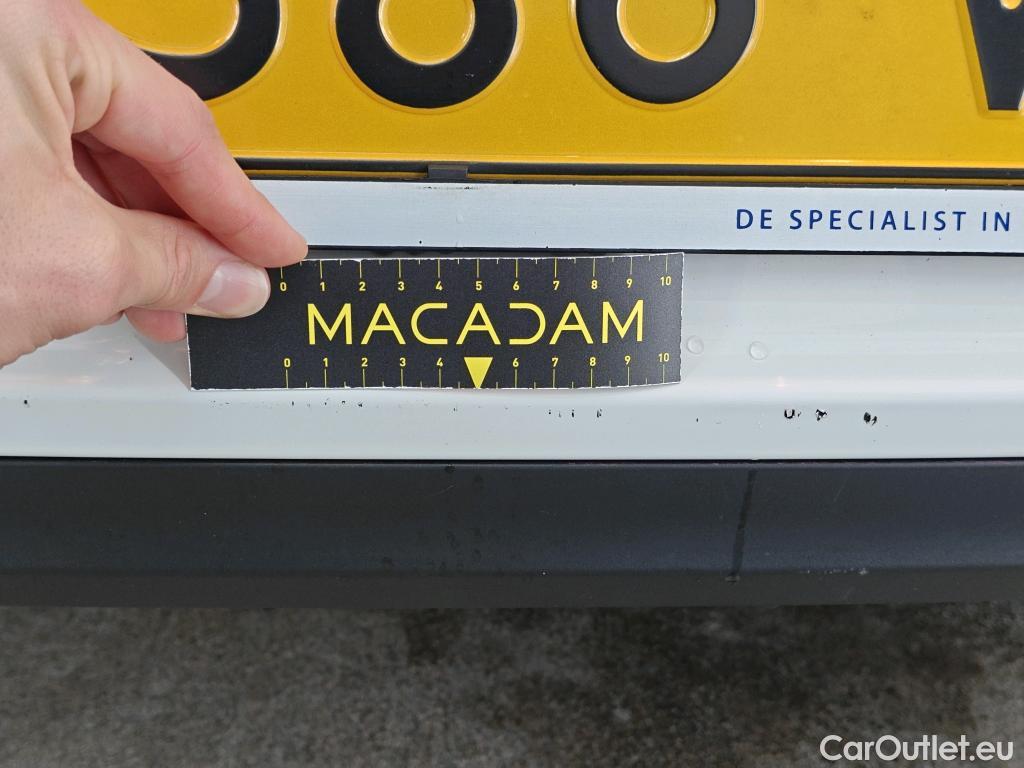 DE SPECIALIST IN
0 1 2 3 4 5 6 7 8 9 10
MACADAM
0 1 2 3 4 6 7 8 9 10
CarOutlet.eu